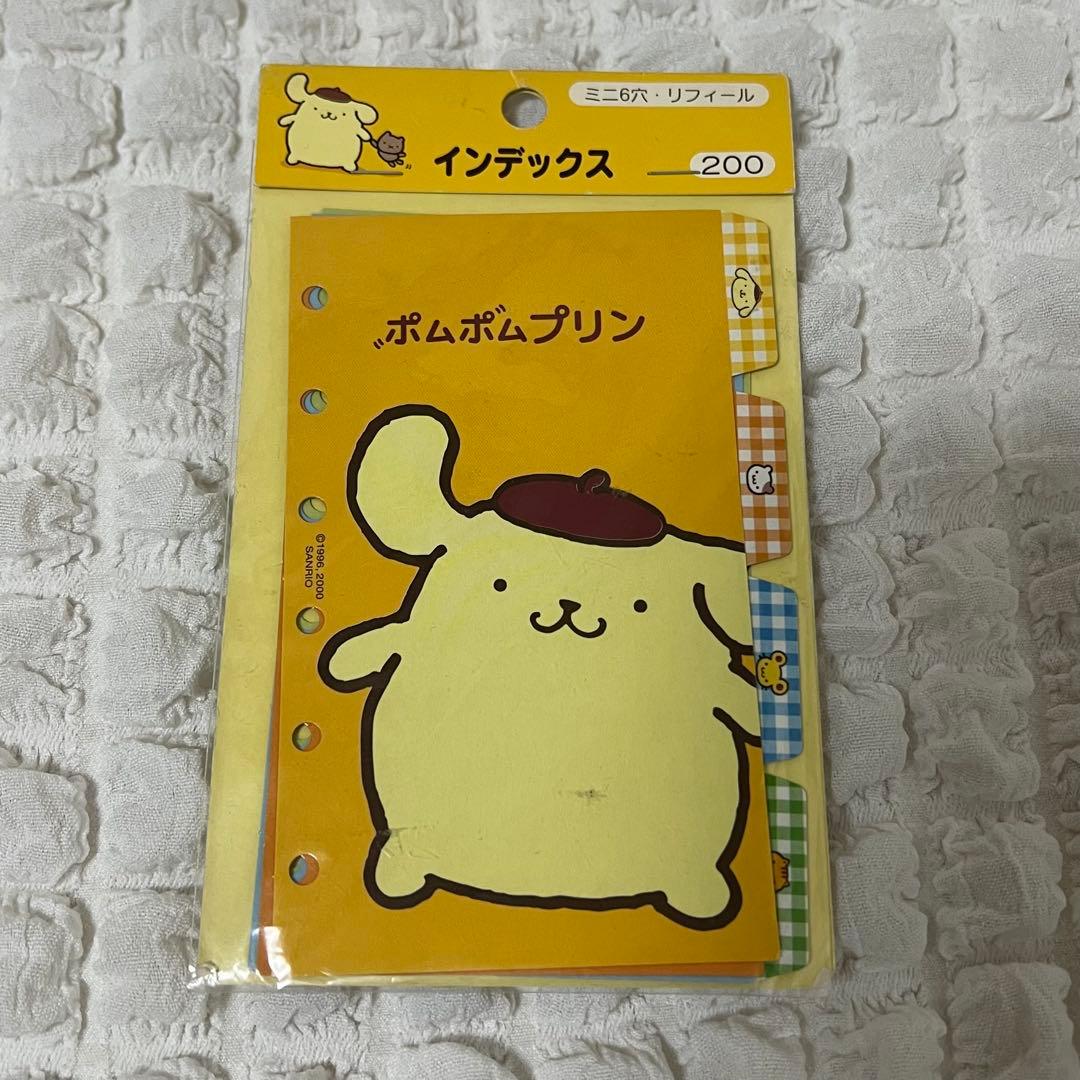 ミニ6穴・リフィール
インデックス
200
ポムポムプリン
©1996, 2000
SANRIO